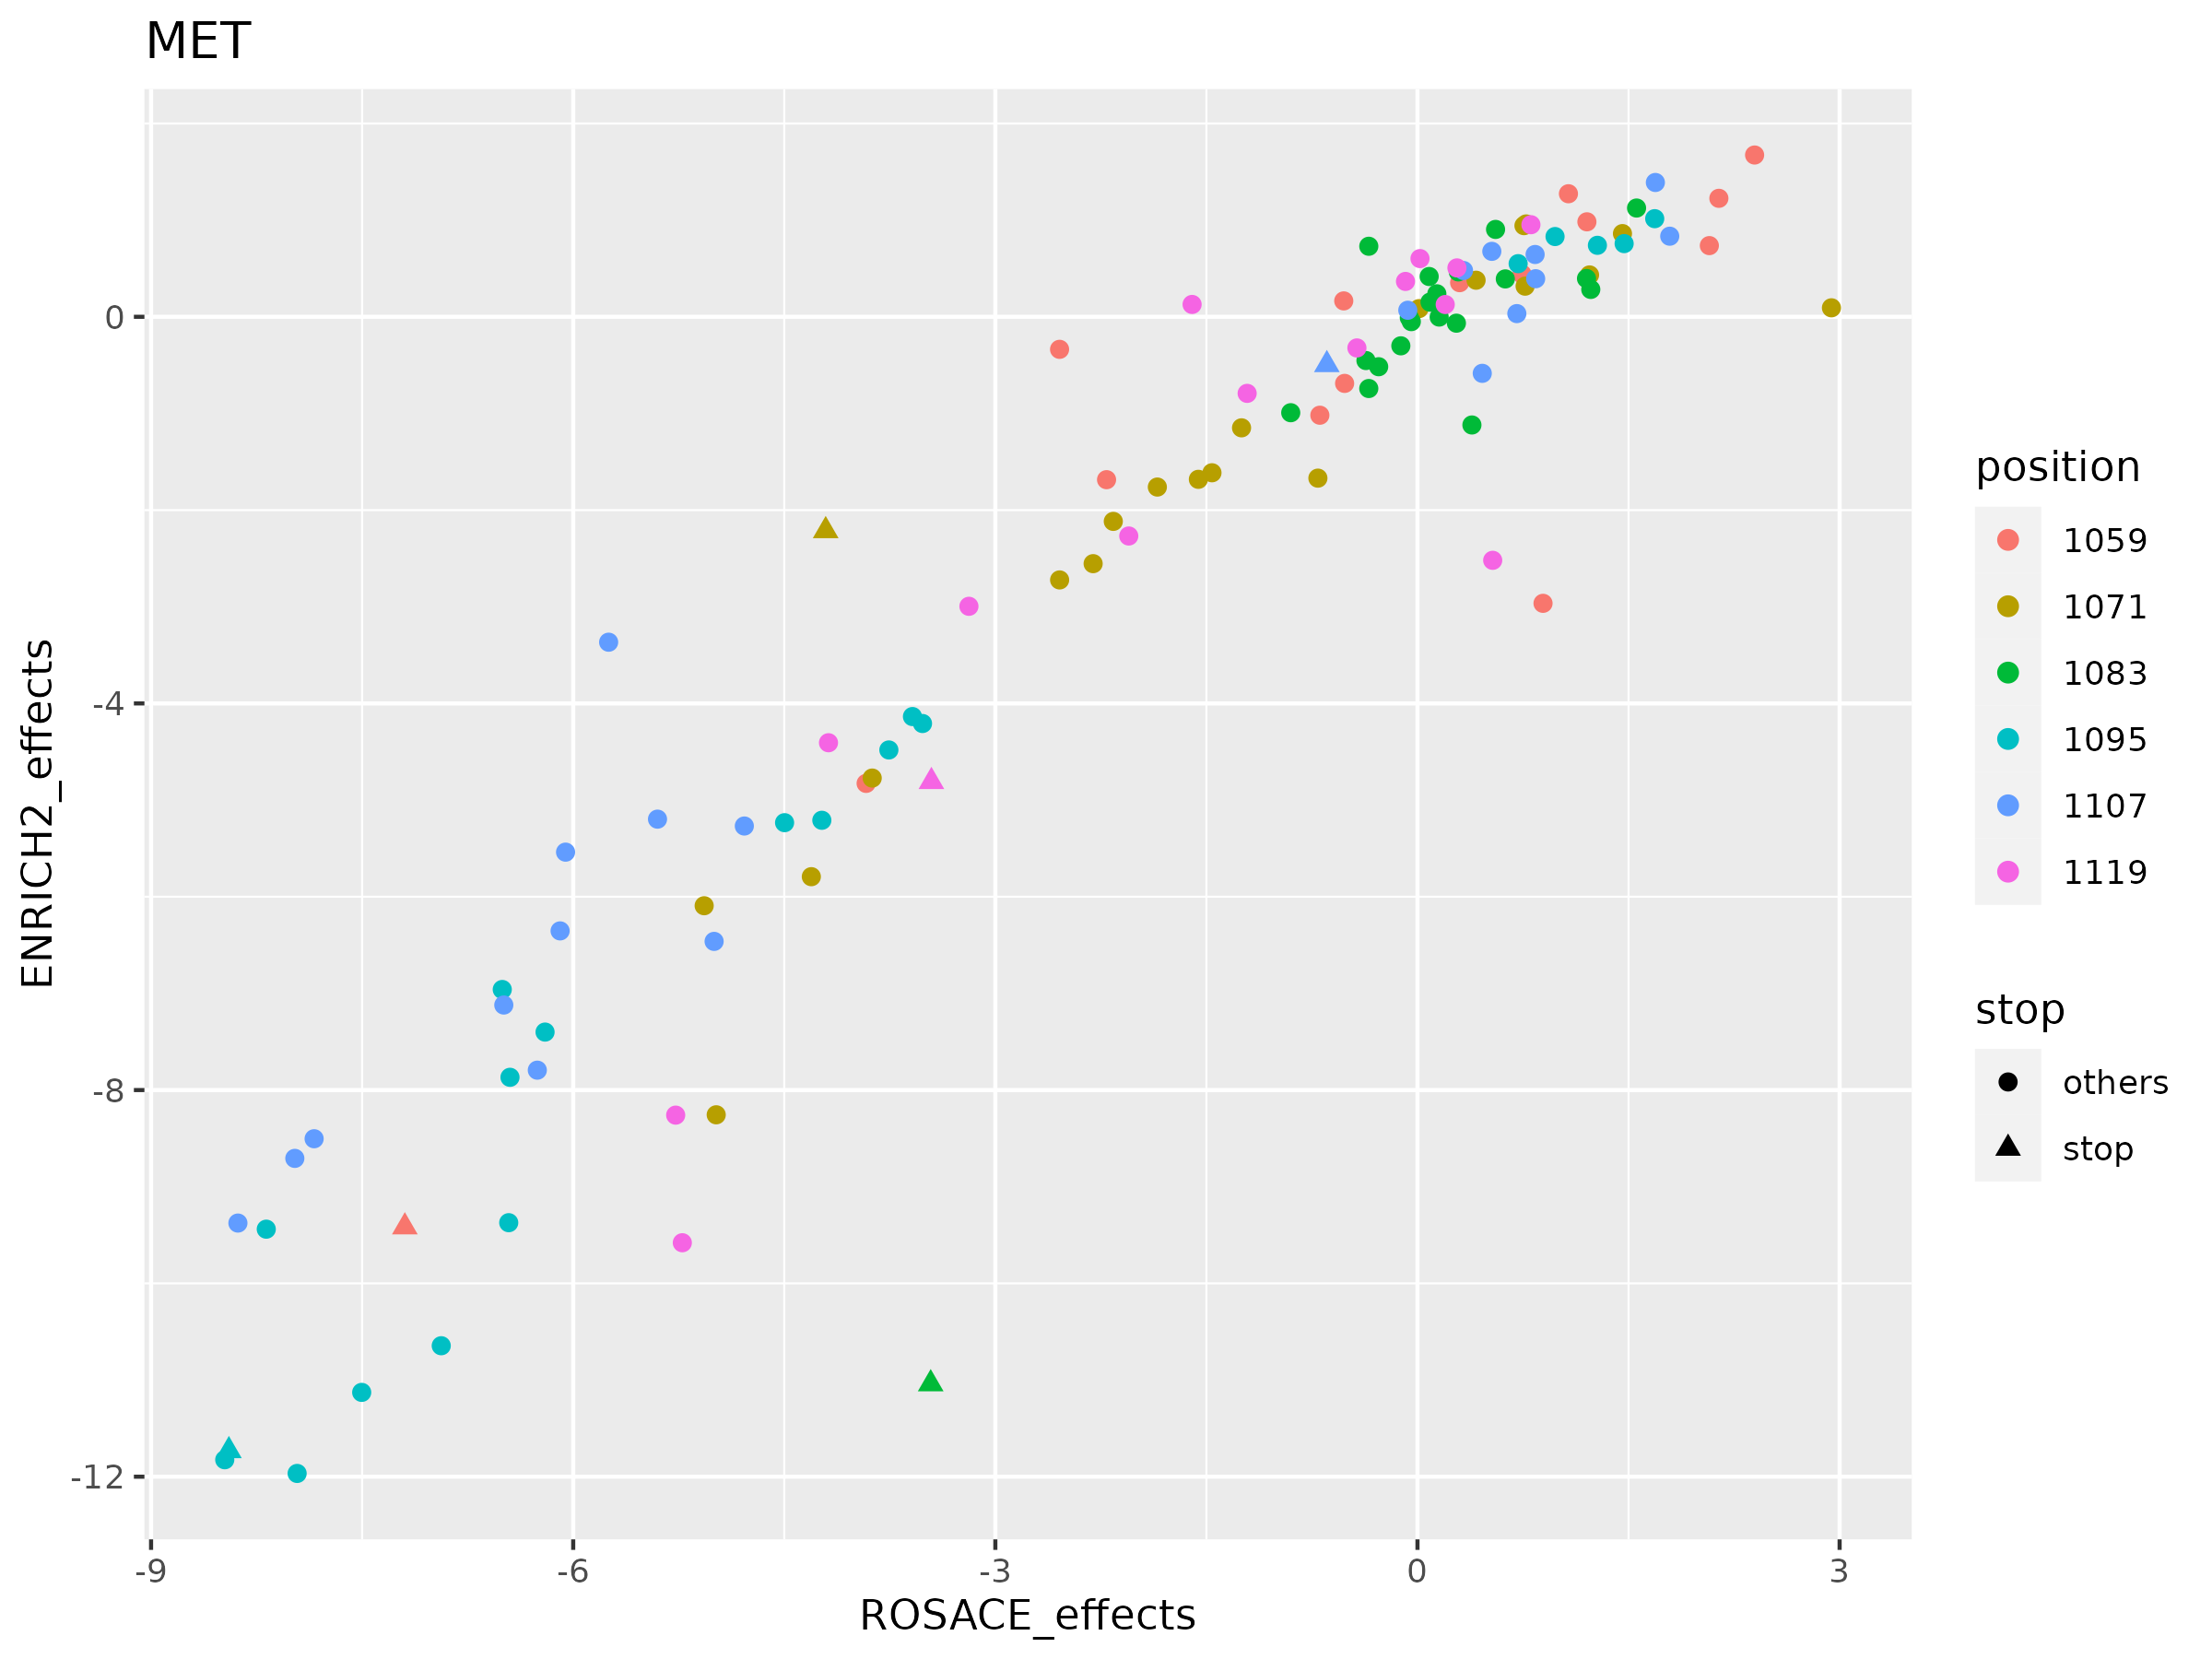 MET
0
-4
-8
-12
ENRICH2_effects
-9
-6
-3
0
3
ROSACE_effects
position
1059
1071
1083
1095
1107
1119
stop
others
stop